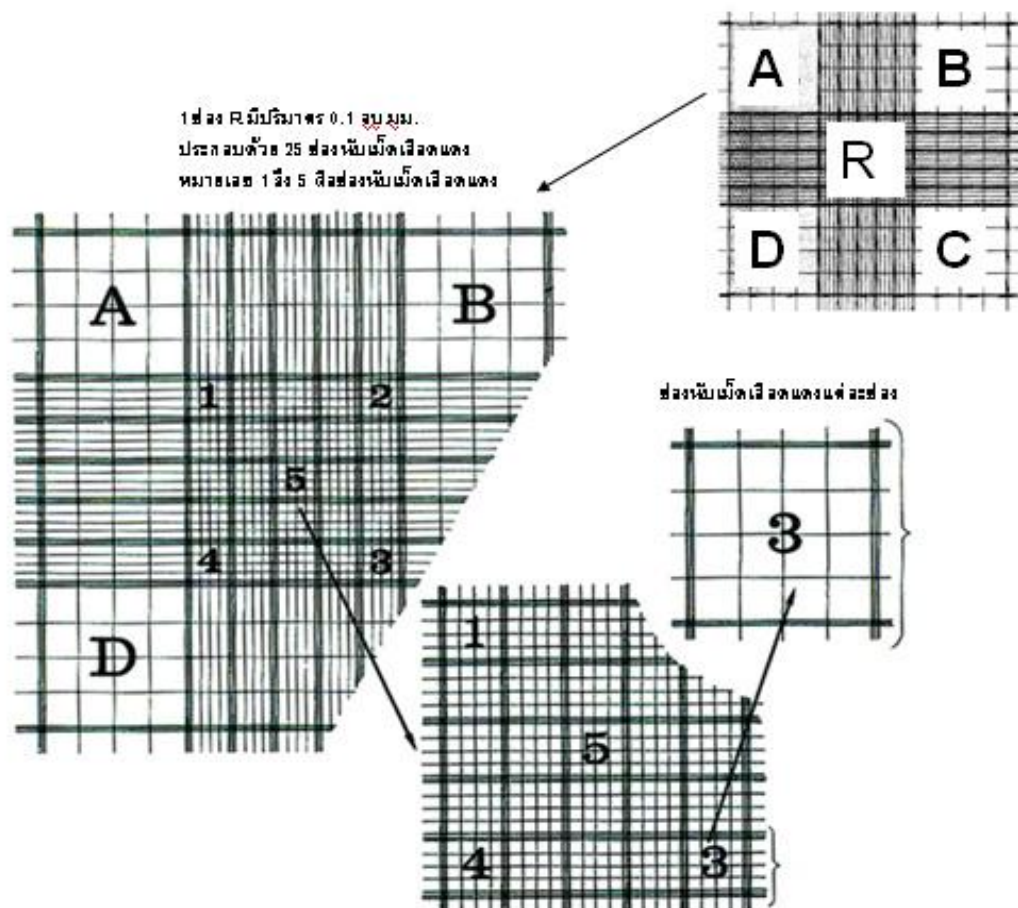 1 ช่อง R มีปริมาตร 0.1 ลบ.มม.
ประกอบด้วย 25 ช่องนับเม็ดเลือดแดง
หมายเลข 1 ถึง 5 คือช่องนับเม็ดเลือดแดง
A
B
R
D
C
A
B
1
2
5
4
3
D
ช่องนับเม็ดเลือดแดงแต่ละช่อง
3
1
5
4
3